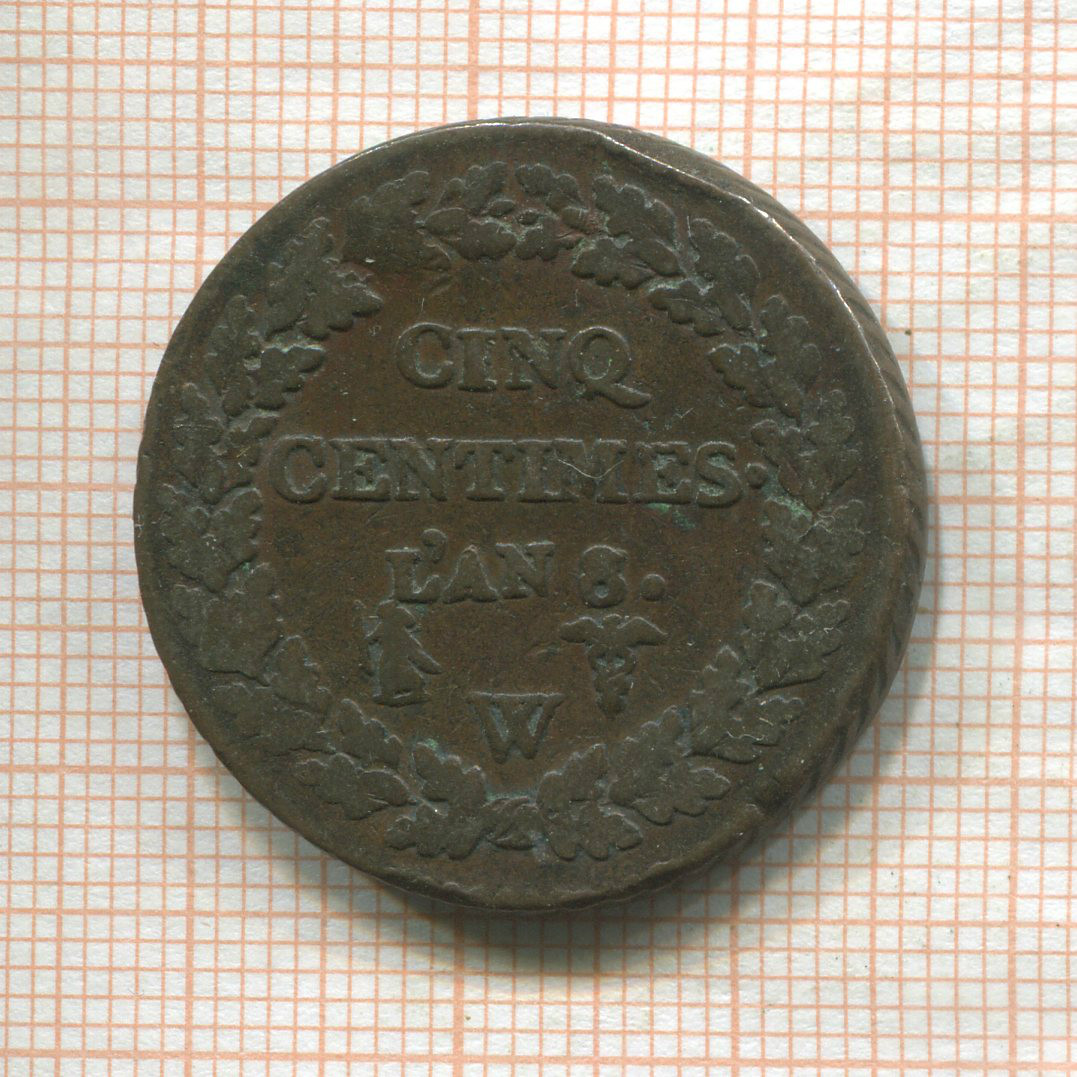 CINQ
CENTIMES.
L'AN 8.
W